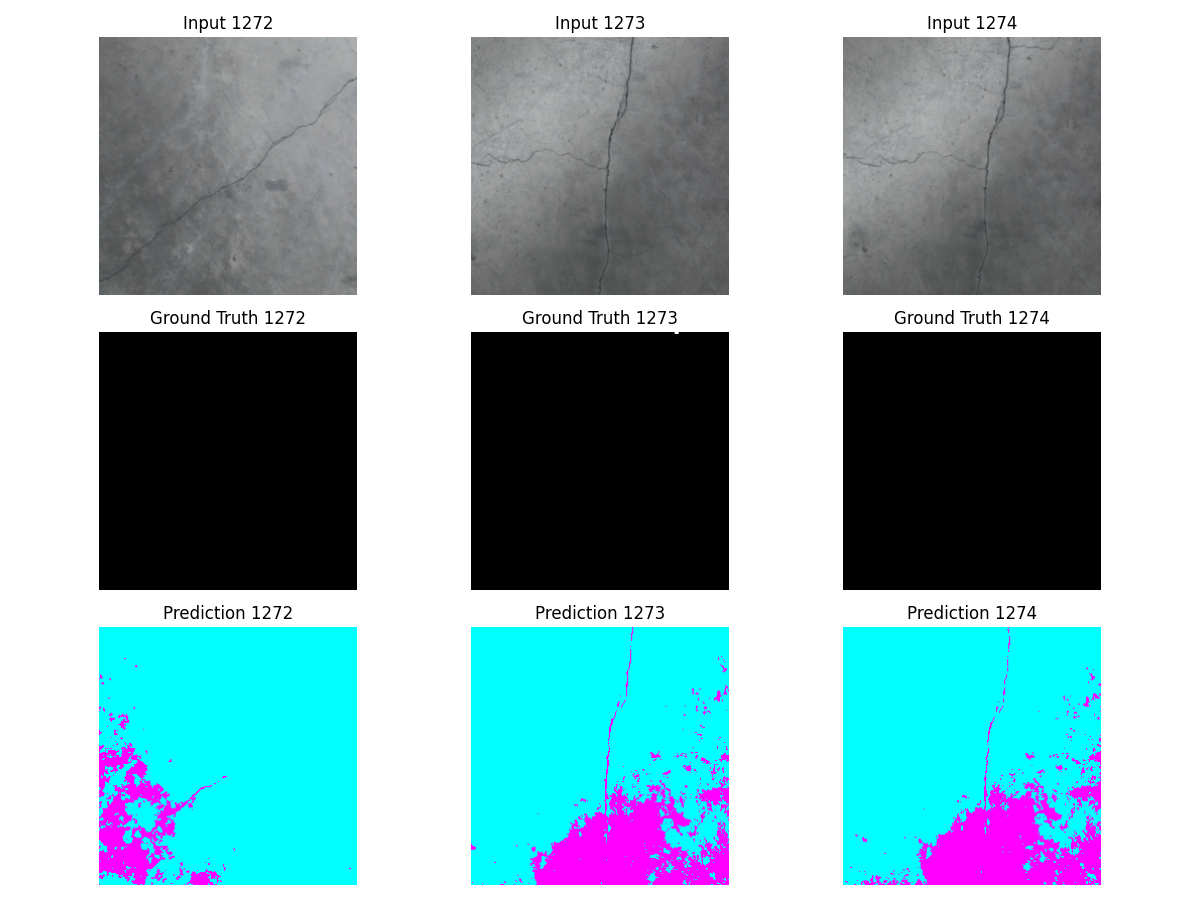 Input 1272
Input 1273
Input 1274
Ground Truth 1272
Ground Truth 1273
Ground Truth 1274
Prediction 1272
Prediction 1273
Prediction 1274